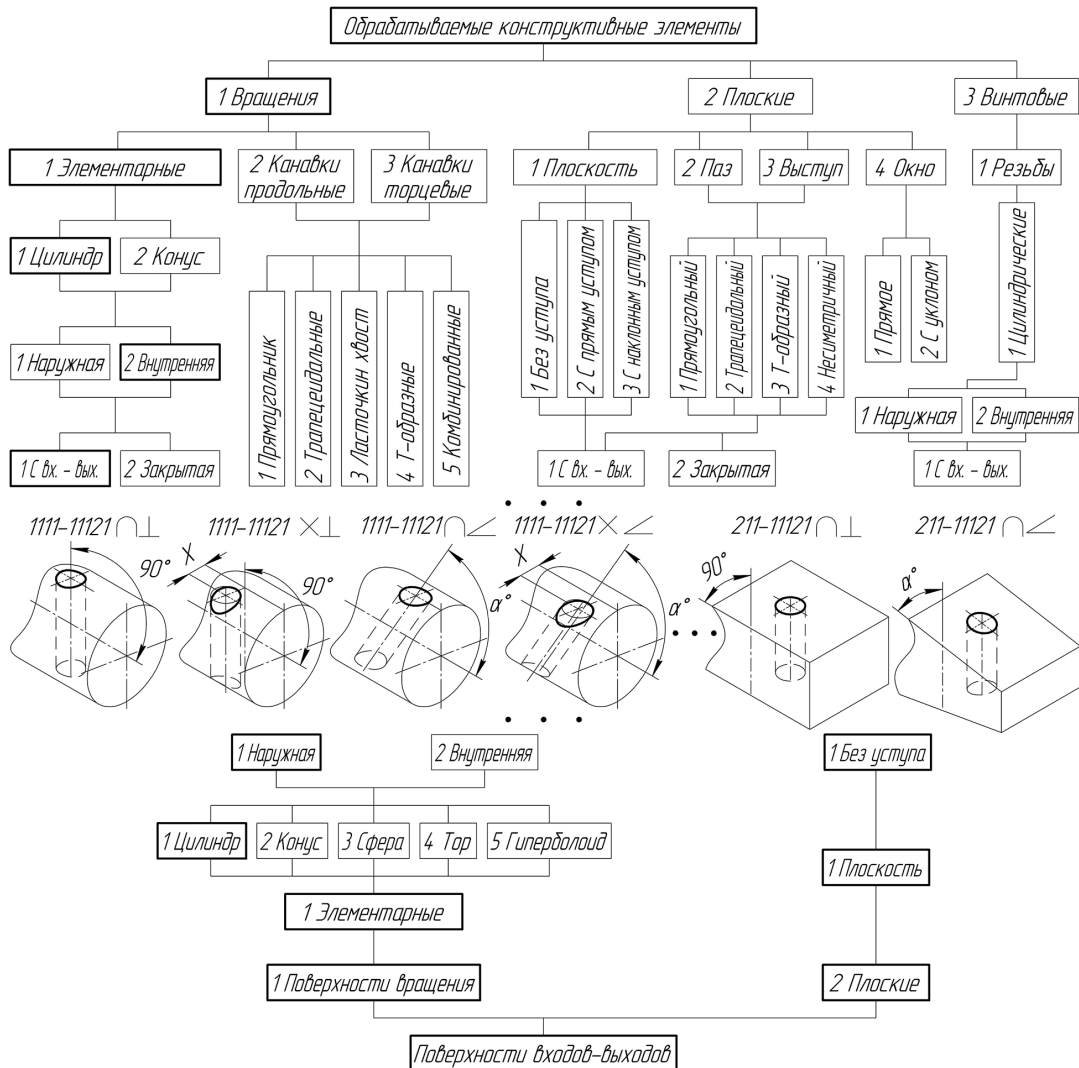 Обрабатываемые конструктивные элементы
1 Вращения
2 Плоские
3 Винтовые
1 Элементарные
2 Канавки
продольные
3 Канавки
торцевые
1 Плоскость
2 Паз
3 Выступ
4 Окно
1 Резьбы
1 Цилиндр
2 Конус
1 Наружная
2 Внутренняя
1 С вх. - вых.
2 Закрытая
1 Прямоугольник
2 Трапецеидальные
3 Ласточкин хвост
4 Т-образные
5 Комбинированные
1 Без уступа
2 С прямым уступом
3 С наклонным уступом
1 Прямоугольный
2 Трапецеидальный
3 Т-образный
4 Несиметричный
1 Прямое
2 С уклоном
1 Цилиндрические
1 Наружная
2 Внутренняя
1 С вх. - вых.
2 Закрытая
1 С вх. - вых.
1111-11121 ∩⊥
1111-11121 ×⊥
1111-11121 ∩∠
1111-11121 × ∠
211-11121 ∩⊥
211-11121 ∩∠
90°
X
90°
α°
X
α°
90°
α°
1 Наружная
2 Внутренняя
1 Без уступа
1 Цилиндр
2 Конус
3 Сфера
4 Тор
5 Гиперболоид
1 Плоскость
1 Элементарные
1 Поверхности вращения
2 Плоские
Поверхности входов-выходов